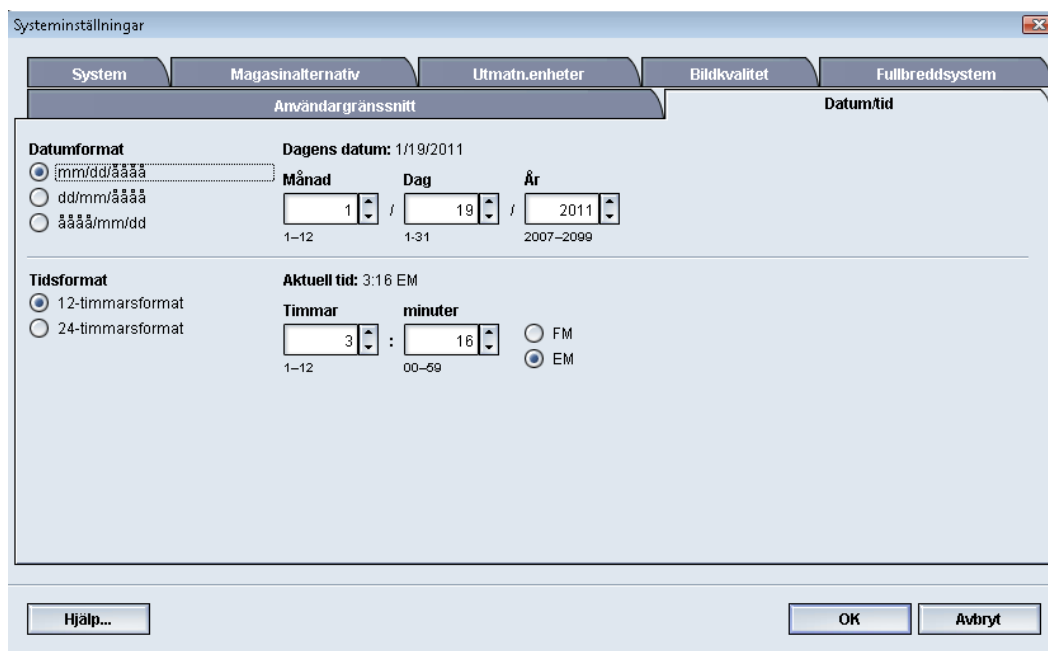 Systeminställningar
System Magasinalternativ Utmatn.enheter Bildkvalitet Fullbreddsystem
Användargränssnitt Datum/tid
Datumformat Dagens datum: 1/19/2011
mm/dd/åååå Månad Dag År
dd/mm/åååå 1 / 19 / 2011
åååå/mm/dd 1–12 1-31 2007–2099
Tidsformat Aktuell tid: 3:16 EM
12-timmarsformat Timmar minuter
24-timmarsformat 3 : 16 FM
1–12 00–59 EM
Hjälp... OK Avbryt